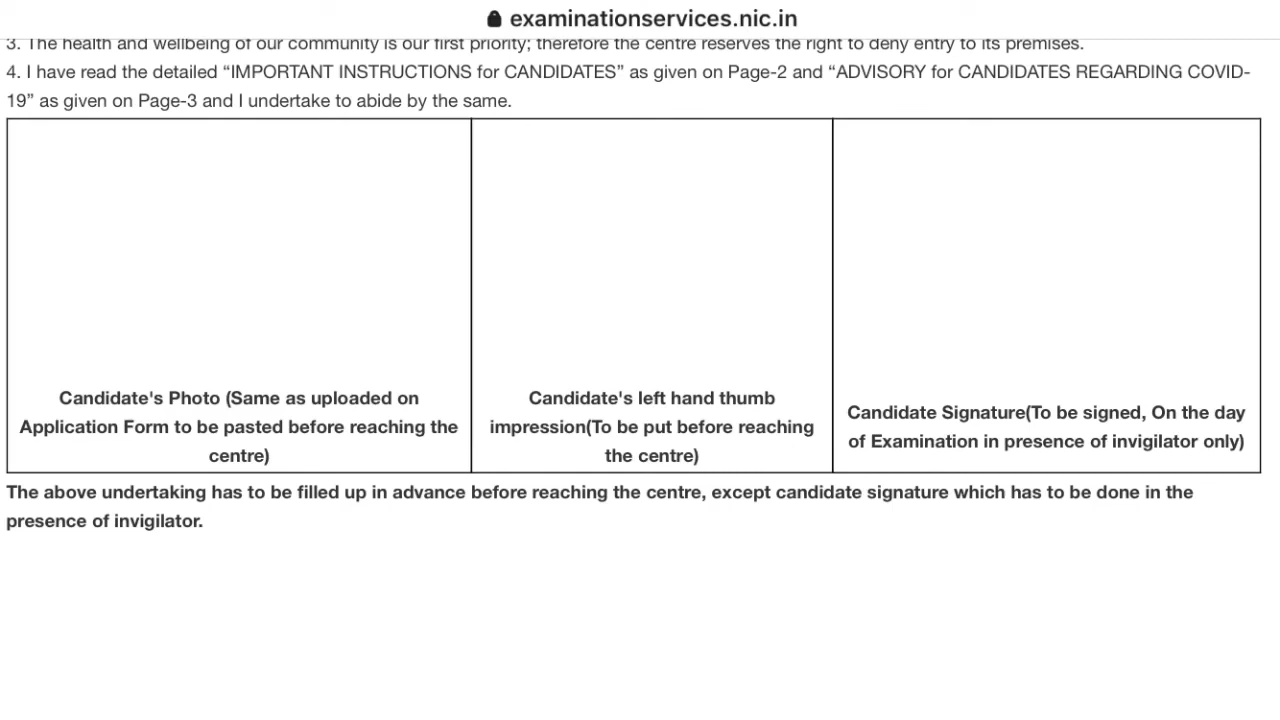 examinationservices.nic.in
3. The health and wellbeing of our community is our first priority; therefore the centre reserves the right to deny entry to its premises.
4. I have read the detailed “IMPORTANT INSTRUCTIONS for CANDIDATES” as given on Page-2 and “ADVISORY for CANDIDATES REGARDING COVID-
19” as given on Page-3 and I undertake to abide by the same.
Candidate's Photo (Same as uploaded on
Application Form to be pasted before reaching the
centre)
Candidate's left hand thumb
impression(To be put before reaching
the centre)
Candidate Signature(To be signed, On the day
of Examination in presence of invigilator only)
The above undertaking has to be filled up in advance before reaching the centre, except candidate signature which has to be done in the
presence of invigilator.